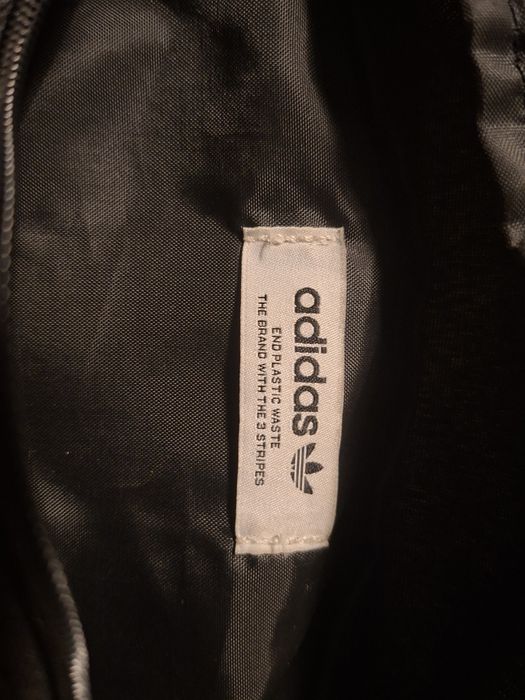 adidas
END PLASTIC WASTE
THE BRAND WITH THE 3 STRIPES